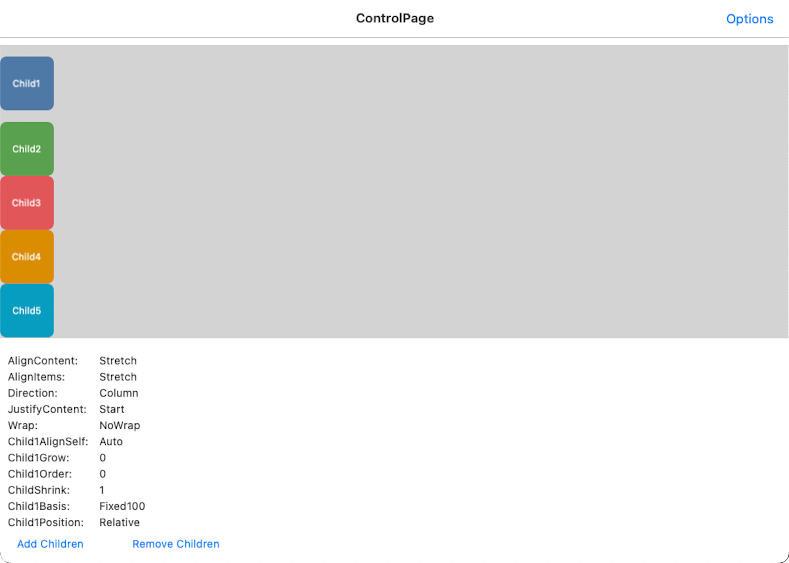 ControlPage
Options
Child1
Child2
Child3
Child4
Child5
AlignContent: Stretch
AlignItems: Stretch
Direction: Column
JustifyContent: Start
Wrap: NoWrap
Child1AlignSelf: Auto
Child1Grow: 0
Child1Order: 0
ChildShrink: 1
Child1Basis: Fixed100
Child1Position: Relative
Add Children Remove Children